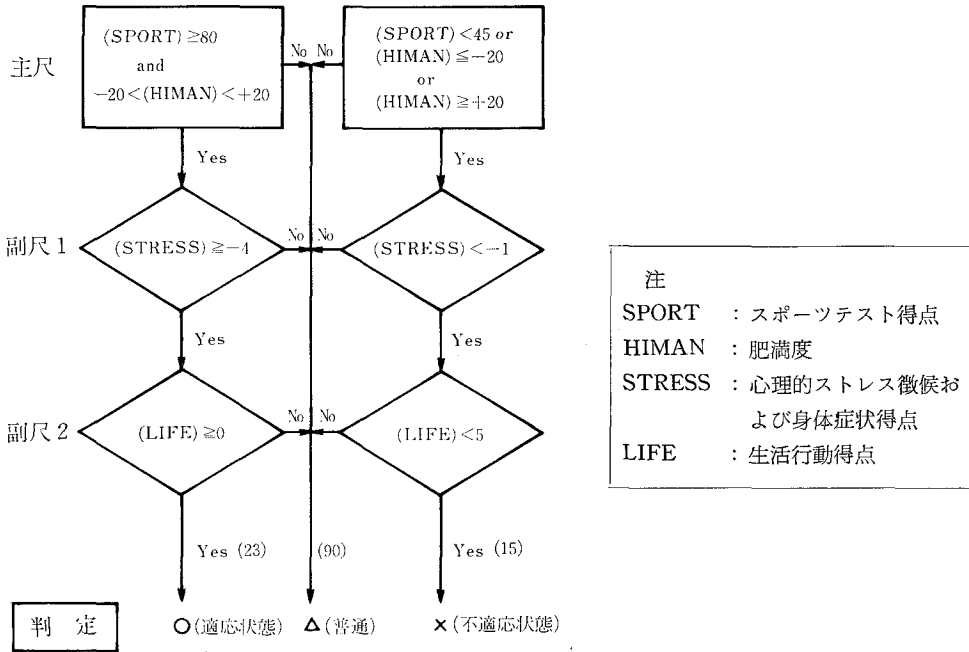 主尺
(SPORT) ≧80
and
−20<(HIMAN)<+20
No No
(SPORT) <45 or
(HIMAN) ≦−20
or
(HIMAN) ≧+20
Yes
Yes
副尺1
(STRESS) ≧−4
No No
(STRESS) <−1
Yes
Yes
副尺2
(LIFE) ≧0
No No
(LIFE) <5
Yes (23)
(90)
Yes (15)
判 定
○(適応状態) △(普通) ×(不適応状態)
注
SPORT : スポーツテスト得点
HIMAN : 肥満度
STRESS : 心理的ストレス徴候お
よび身体症状得点
LIFE : 生活行動得点